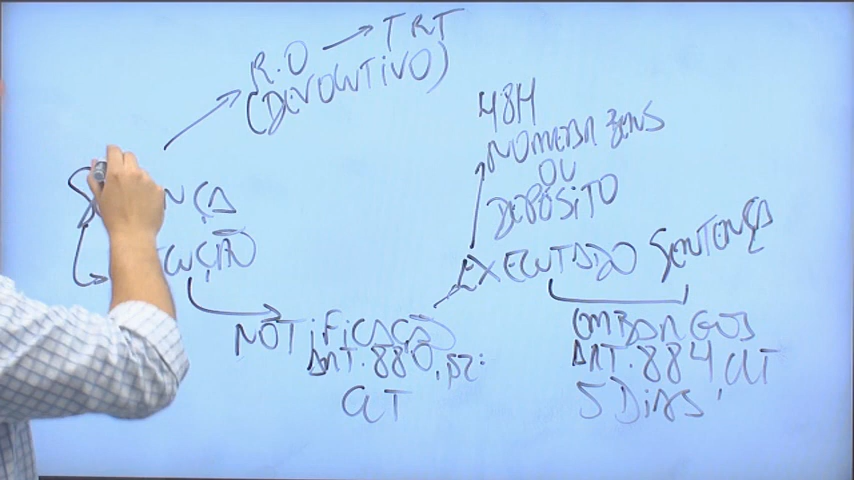 R.O → TRT
(DEVOLUTIVO)
48H
NOMEAR BENS
OU
DEPÓSITO
EXECUTADO SENTENÇA
NOTIFICAÇÃO
ART. 880,
CLT
EMBARGOS
ART. 884, CLT
5 DIAS